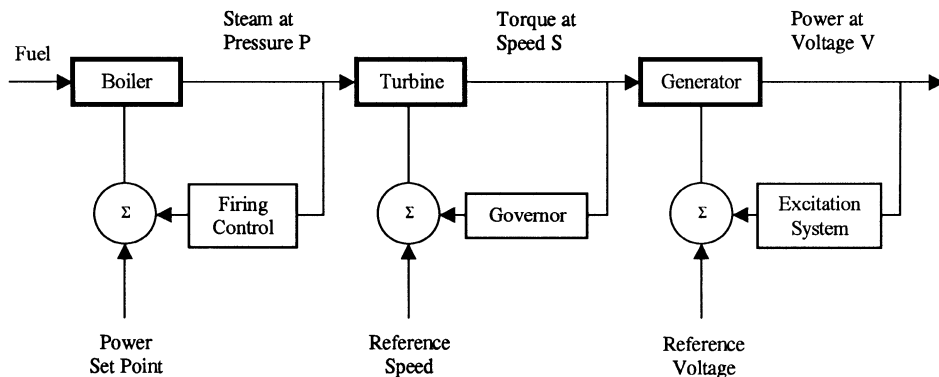 Steam at
Pressure P
Torque at
Speed S
Power at
Voltage V
Fuel
Boiler
Turbine
Generator
Σ
Firing
Control
Σ
Governor
Σ
Excitation
System
Power
Set Point
Reference
Speed
Reference
Voltage